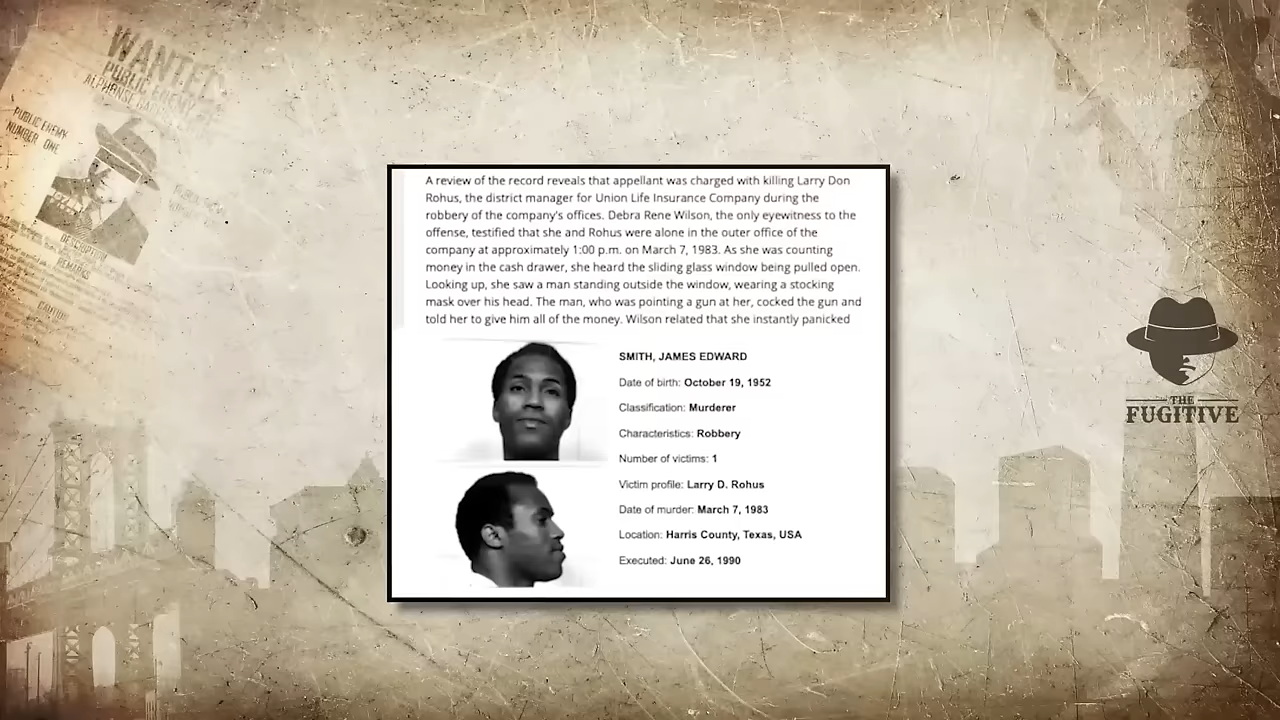 WANTED
PUBLIC ENEMY
PUBLIC ENEMY
NUMBER ONE
DESCRIPTION
REMARKS
CAUTION
A review of the record reveals that appellant was charged with killing Larry Don
Rohus, the district manager for Union Life Insurance Company during the
robbery of the company's offices. Debra Rene Wilson, the only eyewitness to the
offense, testified that she and Rohus were alone in the outer office of the
company at approximately 1:00 p.m. on March 7, 1983. As she was counting
money in the cash drawer, she heard the sliding glass window being pulled open.
Looking up, she saw a man standing outside the window, wearing a stocking
mask over his head. The man, who was pointing a gun at her, cocked the gun and
told her to give him all of the money. Wilson related that she instantly panicked
SMITH, JAMES EDWARD
Date of birth: October 19, 1952
Classification: Murderer
Characteristics: Robbery
Number of victims: 1
Victim profile: Larry D. Rohus
Date of murder: March 7, 1983
Location: Harris County, Texas, USA
Executed: June 26, 1990
THE
FUGITIVE